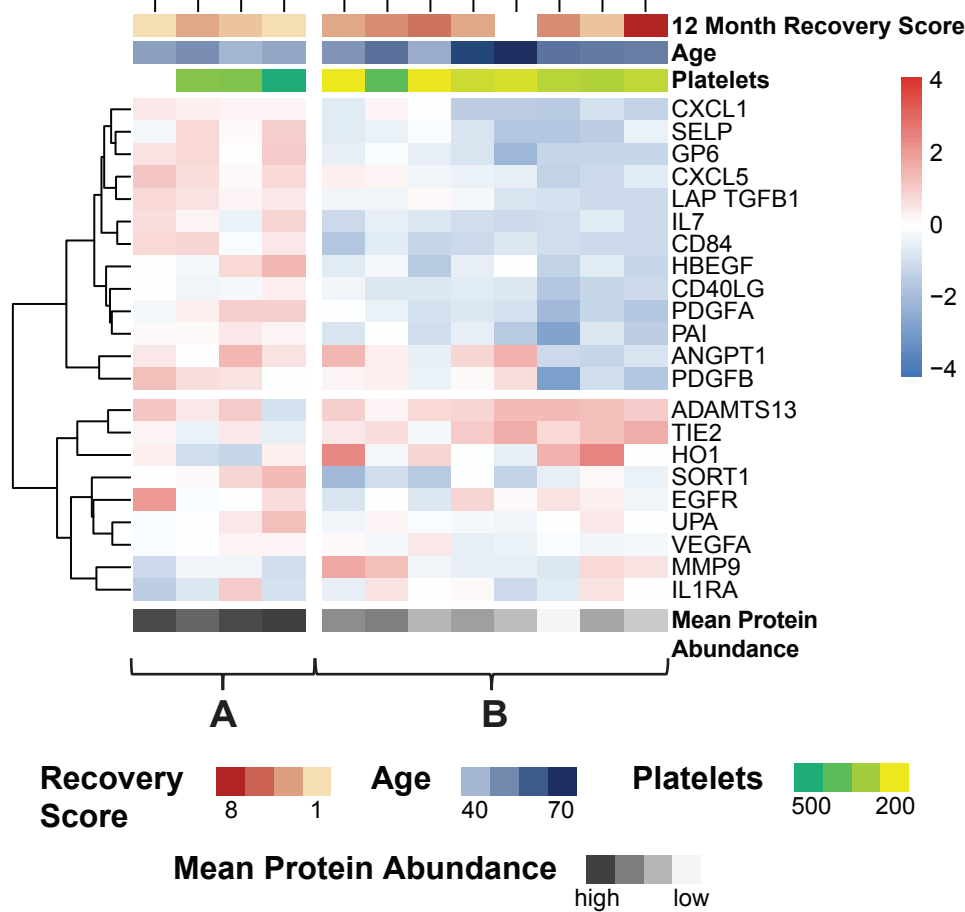 12 Month Recovery Score
Age
Platelets
CXCL1
SELP
GP6
CXCL5
LAP TGFB1
IL7
CD84
HBEGF
CD40LG
PDGFA
PAI
ANGPT1
PDGFB
ADAMTS13
TIE2
HO1
SORT1
EGFR
UPA
VEGFA
MMP9
IL1RA
Mean Protein
Abundance
4
2
0
−2
−4
A B
Recovery
Score
8 1
Age
40 70
Platelets
500 200
Mean Protein Abundance
high low